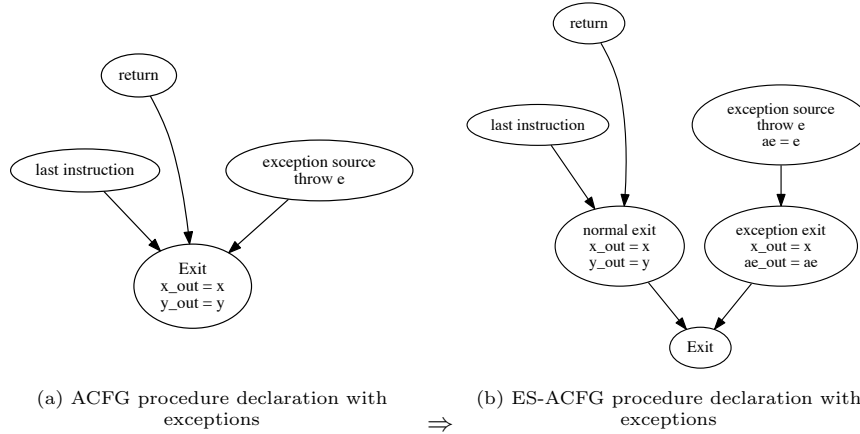 return
last instruction
exception source
throw e
Exit
x_out = x
y_out = y
(a) ACFG procedure declaration with
exceptions
⇒
return
last instruction
exception source
throw e
ae = e
normal exit
x_out = x
y_out = y
exception exit
x_out = x
ae_out = ae
Exit
(b) ES-ACFG procedure declaration with
exceptions